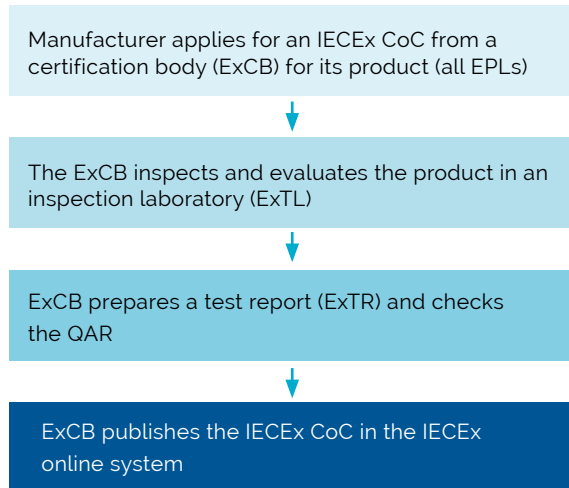 Manufacturer applies for an IECEx CoC from a
certification body (ExCB) for its product (all EPLs)
The ExCB inspects and evaluates the product in an
inspection laboratory (ExTL)
ExCB prepares a test report (ExTR) and checks
the QAR
ExCB publishes the IECEx CoC in the IECEx
online system